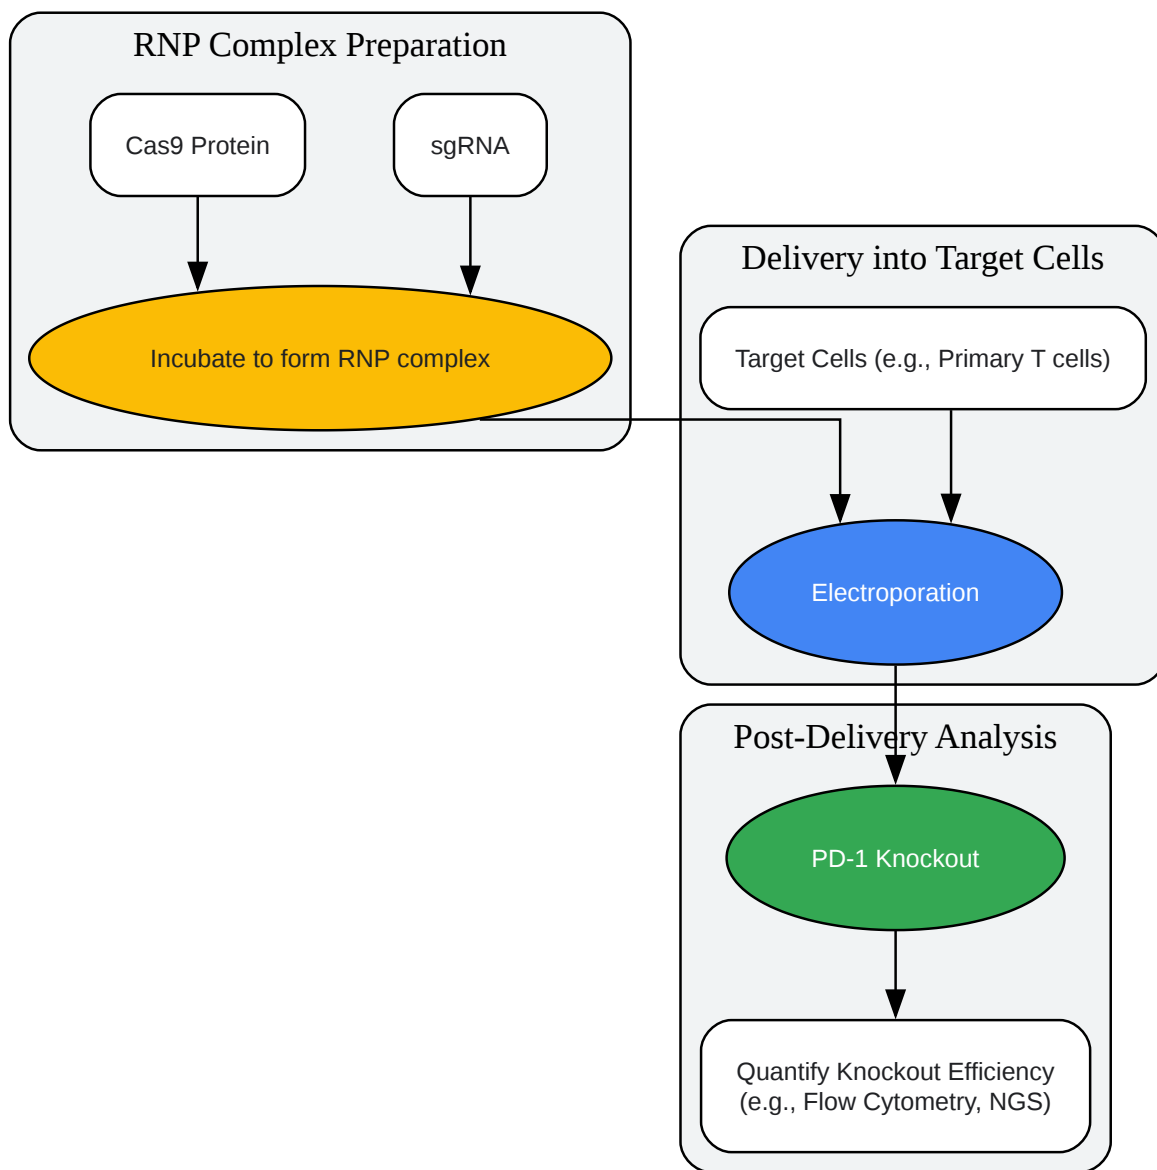 RNP Complex Preparation
Cas9 Protein
sgRNA
Incubate to form RNP complex
Delivery into Target Cells
Target Cells (e.g., Primary T cells)
Electroporation
Post-Delivery Analysis
PD-1 Knockout
Quantify Knockout Efficiency
(e.g., Flow Cytometry, NGS)